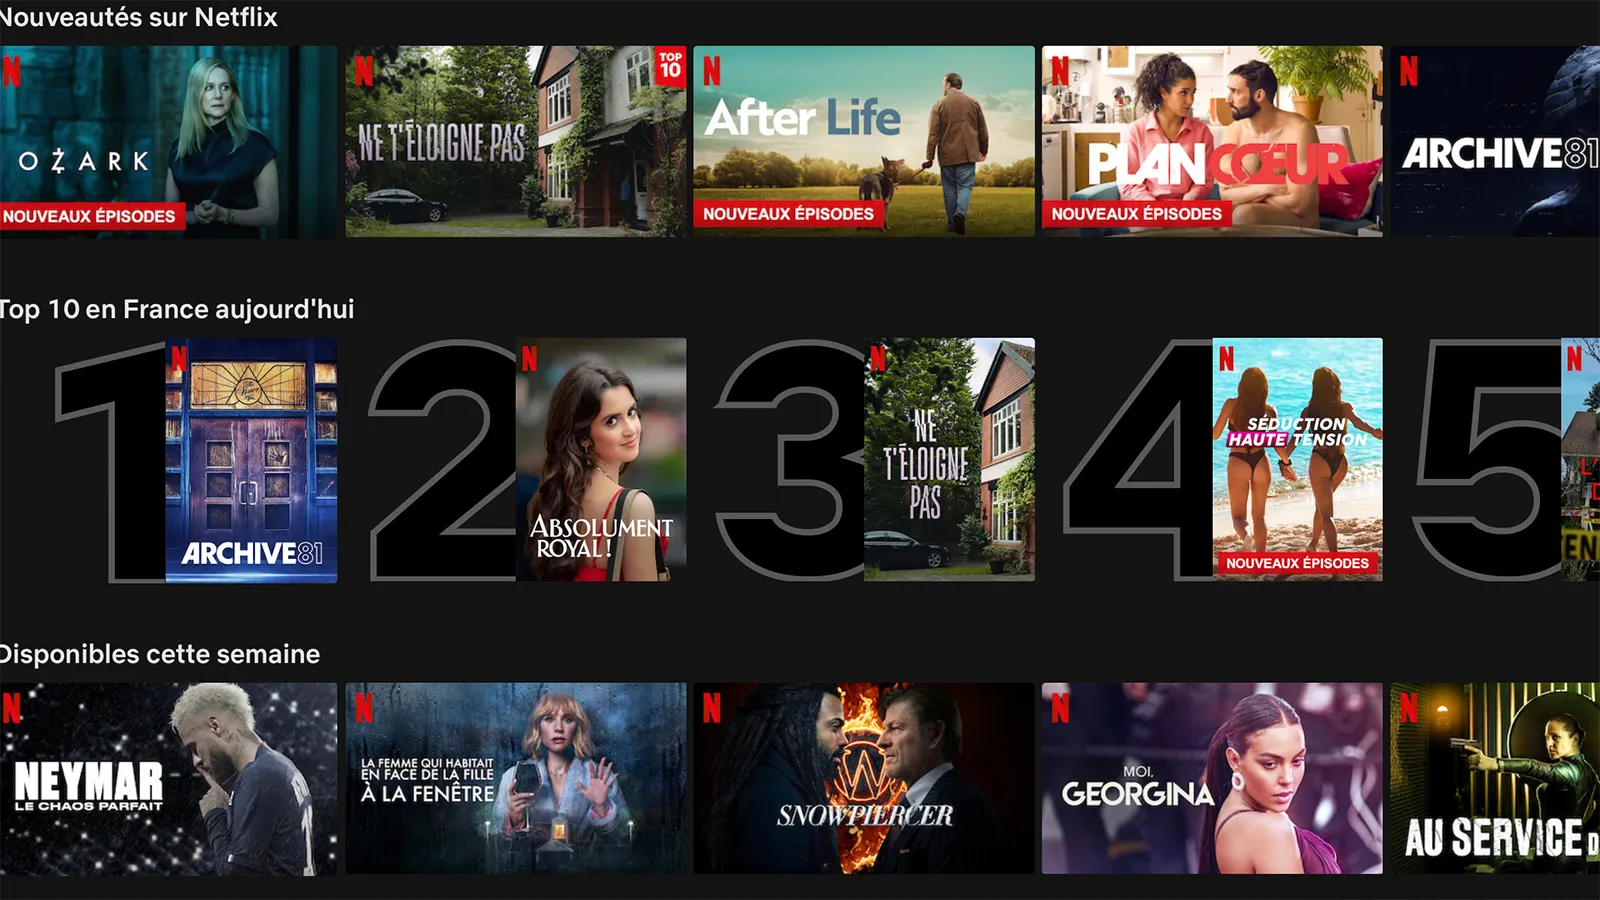 Nouveautés sur Netflix
OZARK
NOUVEAUX ÉPISODES
NE T'ÉLOIGNE PAS
TOP
10
After Life
NOUVEAUX ÉPISODES
PLAN CŒUR
NOUVEAUX ÉPISODES
ARCHIVE 81
Top 10 en France aujourd'hui
1
ARCHIVE 81
2
ABSOLUMENT
ROYAL!
3
NE
T'ÉLOIGNE
PAS
4
SÉDUCTION
HAUTE TENSION
NOUVEAUX ÉPISODES
5
Disponibles cette semaine
NEYMAR
LE CHAOS PARFAIT
LA FEMME QUI HABITAIT
EN FACE DE LA FILLE
À LA FENÊTRE
SNOWPIERCER
MOI,
GEORGINA
AU SERVICE